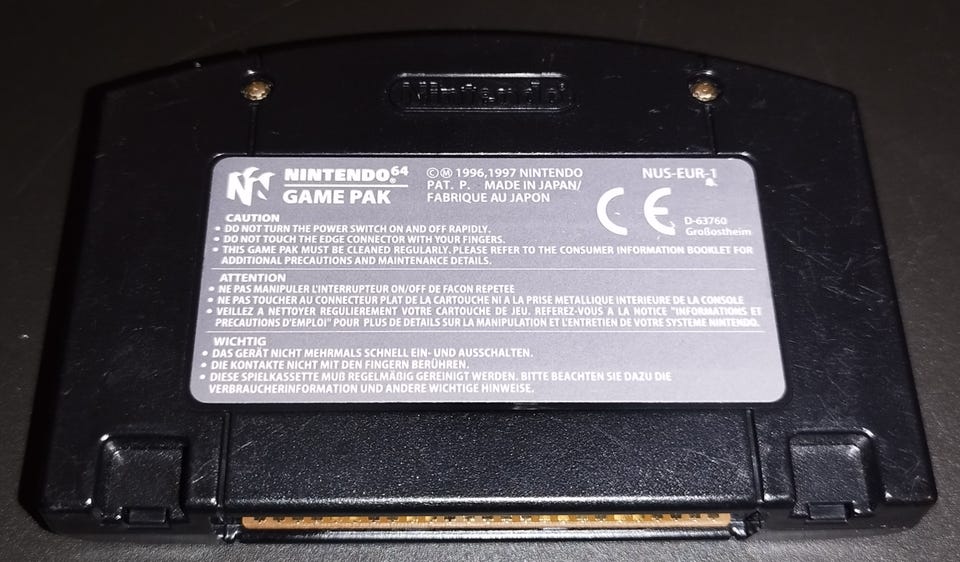 Nintendo®
NINTENDO 64®
GAME PAK
©Ⓜ 1996,1997 NINTENDO
PAT. P. MADE IN JAPAN/
FABRIQUE AU JAPON
NUS-EUR-1
CE
D-63760
Großostheim
CAUTION
• DO NOT TURN THE POWER SWITCH ON AND OFF RAPIDLY.
• DO NOT TOUCH THE EDGE CONNECTOR WITH YOUR FINGERS.
• THIS GAME PAK MUST BE CLEANED REGULARLY. PLEASE REFER TO THE CONSUMER INFORMATION BOOKLET FOR
ADDITIONAL PRECAUTIONS AND MAINTENANCE DETAILS.
ATTENTION
• NE PAS MANIPULER L'INTERRUPTEUR ON/OFF DE FACON REPETEE
• NE PAS TOUCHER AU CONNECTEUR PLAT DE LA CARTOUCHE NI A LA PRISE METALLIQUE INTERIEURE DE LA CONSOLE
• VEILLEZ A NETTOYER REGULIEREMENT VOTRE CARTOUCHE DE JEU. REFEREZ-VOUS A LA NOTICE "INFORMATIONS ET
PRECAUTIONS D'EMPLOI" POUR PLUS DE DETAILS SUR LA MANIPULATION ET L'ENTRETIEN DE VOTRE SYSTEME NINTENDO.
WICHTIG
• DAS GERÄT NICHT MEHRMALS SCHNELL EIN- UND AUSSCHALTEN.
• DIE KONTAKTE NICHT MIT DEN FINGERN BERÜHREN.
• DIESE SPIELKASSETTE MUß REGELMÄßIG GEREINIGT WERDEN. BITTE BEACHTEN SIE DAZU DIE
VERBRAUCHERINFORMATION UND ANDERE WICHTIGE HINWEISE.